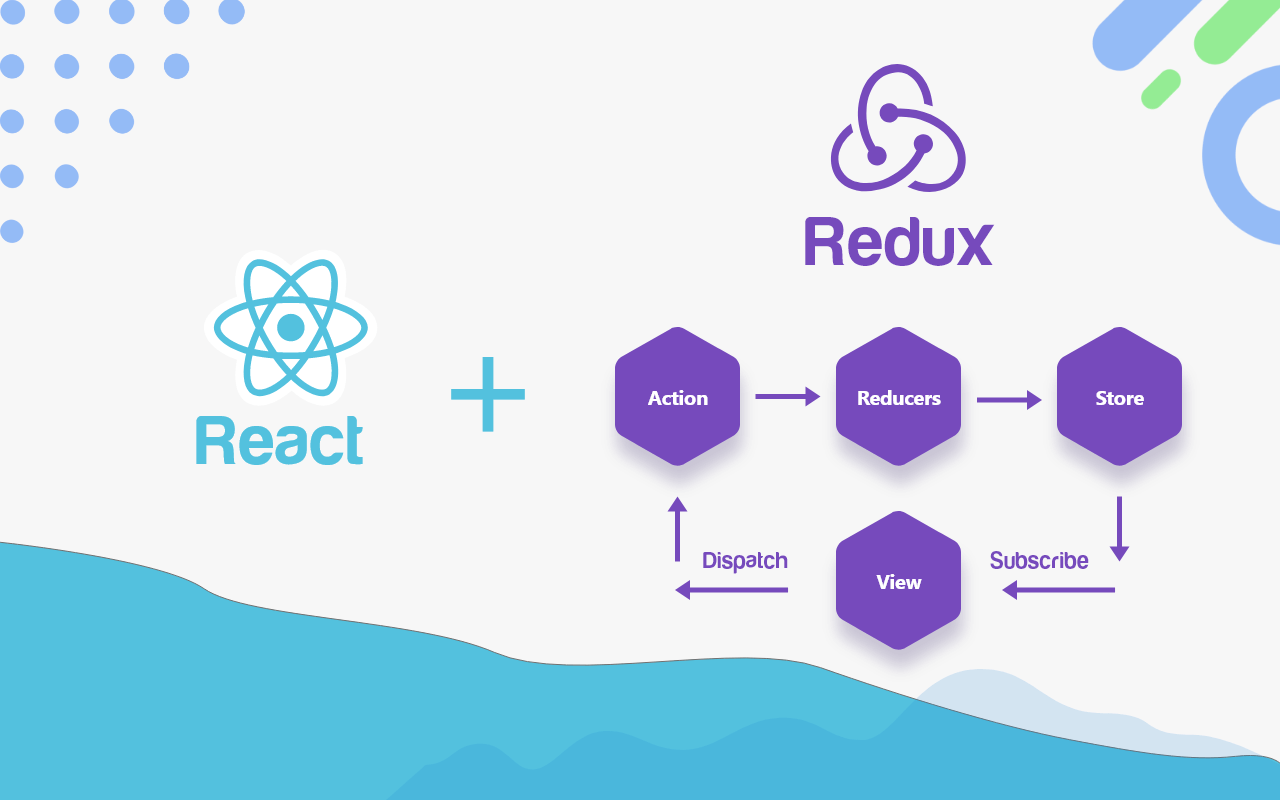 Redux
React
Action
Reducers
Store
Dispatch
View
Subscribe